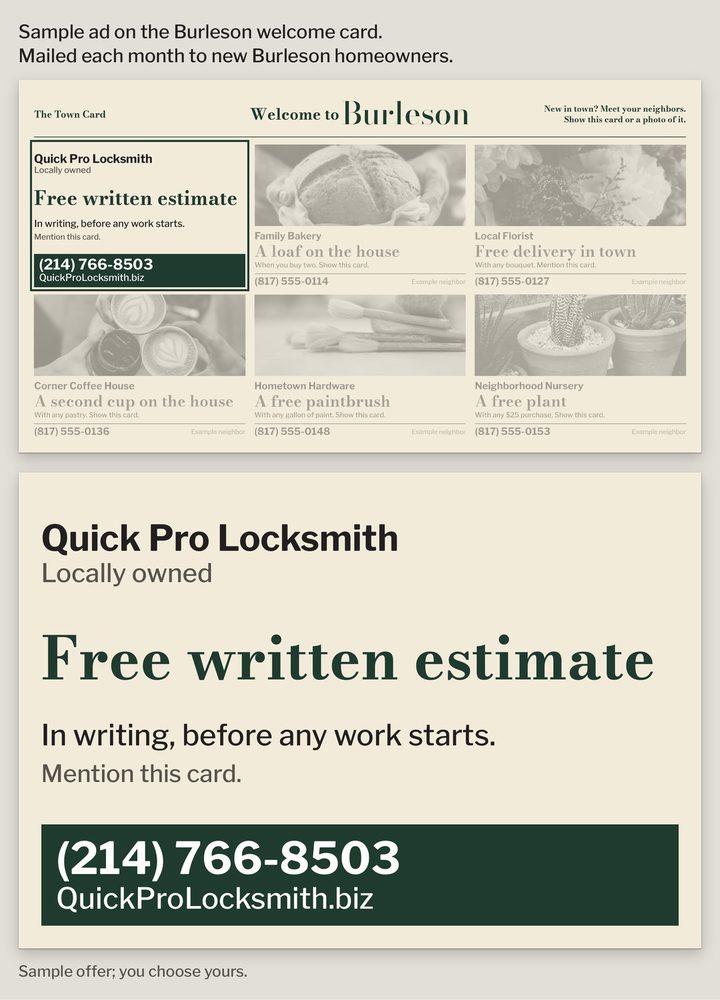 Sample ad on the Burleson welcome card.
Mailed each month to new Burleson homeowners.
The Town Card
Welcome to Burleson
New in town? Meet your neighbors.
Show this card or a photo of it.
Quick Pro Locksmith
Locally owned
Free written estimate
In writing, before any work starts.
Mention this card.
(214) 766-8503
QuickProLocksmith.biz
Family Bakery
A loaf on the house
When you buy two. Show this card.
(817) 555-0114
Example neighbor
Local Florist
Free delivery in town
With any bouquet. Mention this card.
(817) 555-0127
Example neighbor
Corner Coffee House
A second cup on the house
With any pastry. Show this card.
(817) 555-0136
Example neighbor
Hometown Hardware
A free paintbrush
With any gallon of paint. Show this card.
(817) 555-0148
Example neighbor
Neighborhood Nursery
A free plant
With any $25 purchase. Show this card.
(817) 555-0153
Example neighbor
Quick Pro Locksmith
Locally owned
Free written estimate
In writing, before any work starts.
Mention this card.
(214) 766-8503
QuickProLocksmith.biz
Sample offer; you choose yours.